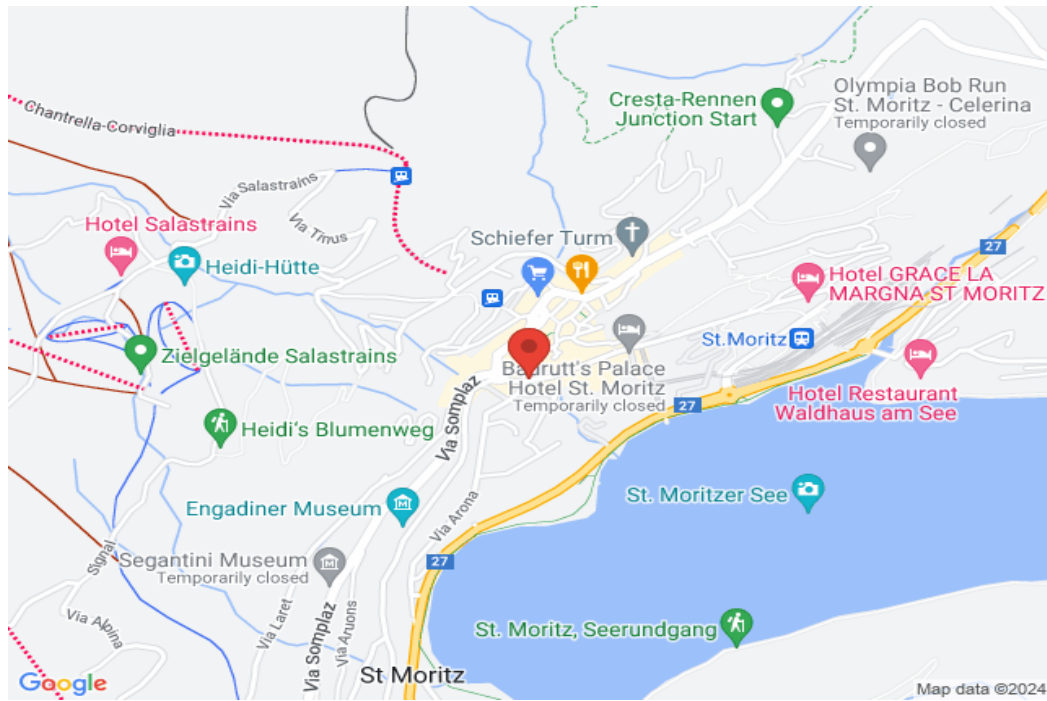 Chantrella-Corviglia
Cresta-Rennen
Junction Start
Olympia Bob Run
St. Moritz - Celerina
Temporarily closed
Via Salastrains
Via Tinus
Hotel Salastrains
Heidi-Hütte
Schiefer Turm
27
Hotel GRACE LA
MARGNA ST MORITZ
St.Moritz
Zielgelände Salastrains
Badrutt's Palace
Hotel St. Moritz
Temporarily closed
27
Hotel Restaurant
Waldhaus am See
Heidi's Blumenweg
Via Somplaz
Engadiner Museum
Via Arona
St. Moritzer See
Segantini Museum
Temporarily closed
27
Signal
Via Alpina
Via Laret
Via Somplaz
Via Aruons
St. Moritz, Seerundgang
St Moritz
Google
Map data ©2024